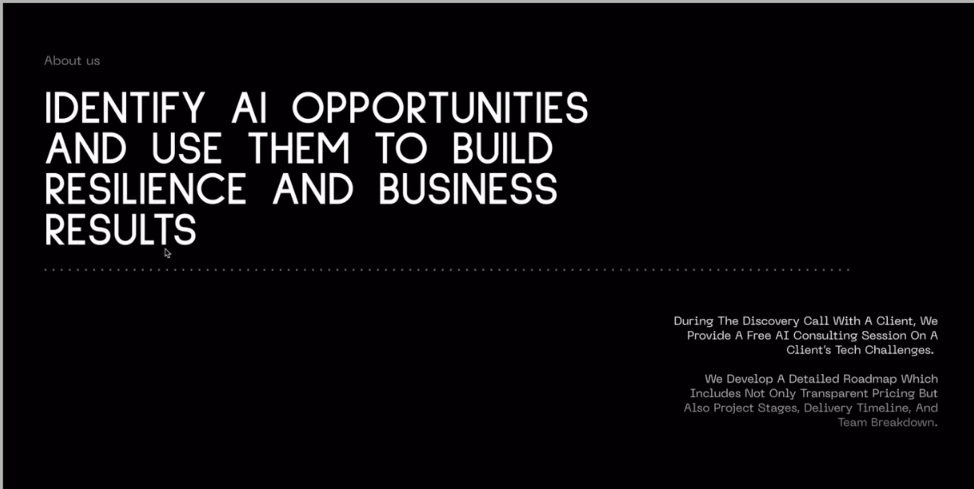 About us
IDENTIFY AI OPPORTUNITIES
AND USE THEM TO BUILD
RESILIENCE AND BUSINESS
RESULTS
During The Discovery Call With A Client, We
Provide A Free AI Consulting Session On A
Client's Tech Challenges.
We Develop A Detailed Roadmap Which
Includes Not Only Transparent Pricing But
Also Project Stages, Delivery Timeline, And
Team Breakdown.